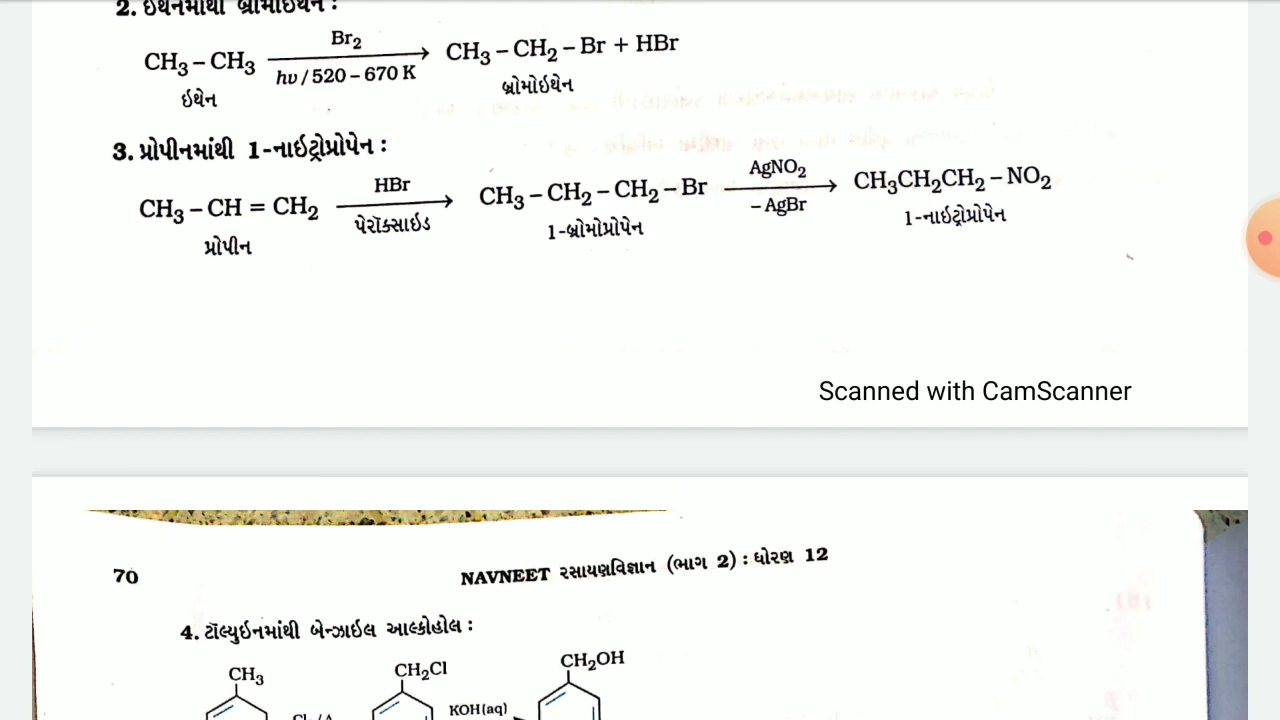 2. ઇથેનમાંથી બ્રોમોઇથેન :
CH₃ – CH₃ —Br₂ / hυ / 520 – 670 K→ CH₃ – CH₂ – Br + HBr
ઇથેન બ્રોમોઇથેન
3. પ્રોપીનમાંથી 1-નાઇટ્રોપ્રોપેન :
CH₃ – CH = CH₂ —HBr / પેરૉક્સાઇડ→ CH₃ – CH₂ – CH₂ – Br —AgNO₂ / – AgBr→ CH₃CH₂CH₂ – NO₂
પ્રોપીન 1-બ્રોમોપ્રોપેન 1-નાઇટ્રોપ્રોપેન
Scanned with CamScanner
70 NAVNEET રસાયણવિજ્ઞાન (ભાગ 2) : ધોરણ 12
4. ટૉલ્યુઇનમાંથી બેન્ઝાઇલ આલ્કોહોલ :
CH₃ CH₂Cl CH₂OH
KOH(aq)